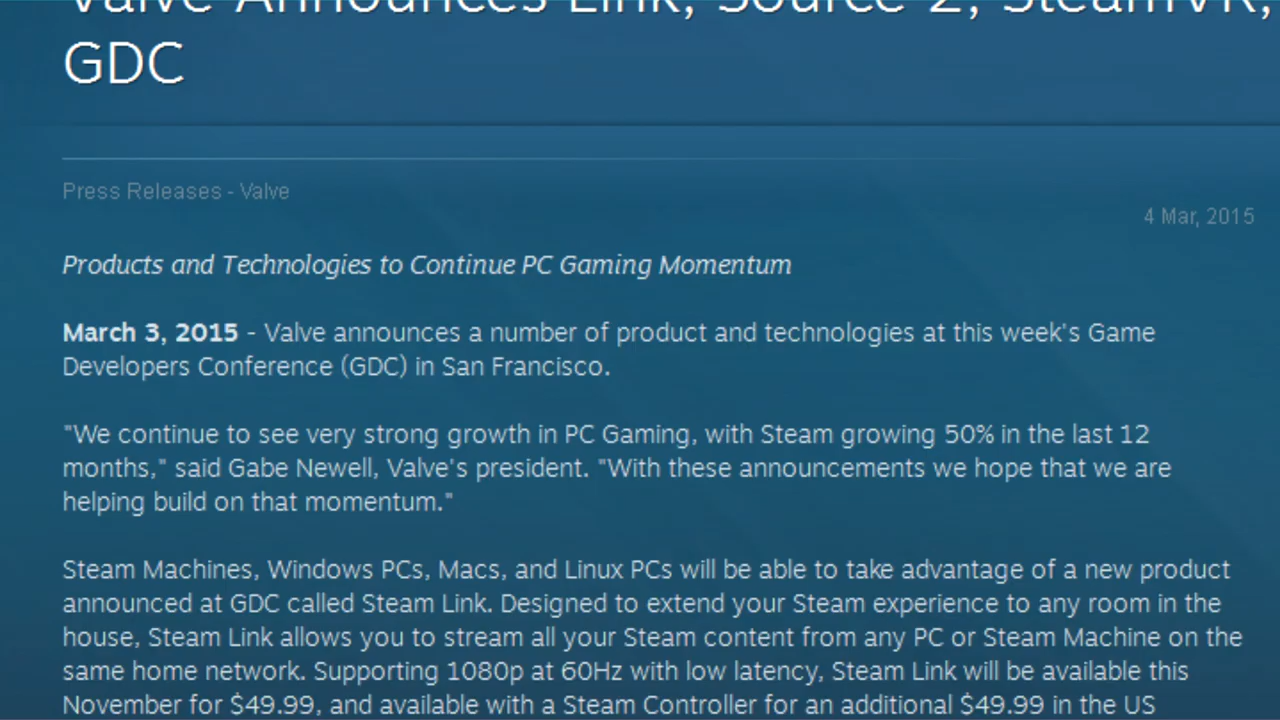 Valve Announces Link, Source 2, SteamVR,
GDC
Press Releases - Valve
4 Mar, 2015
Products and Technologies to Continue PC Gaming Momentum
March 3, 2015 - Valve announces a number of product and technologies at this week's Game
Developers Conference (GDC) in San Francisco.
"We continue to see very strong growth in PC Gaming, with Steam growing 50% in the last 12
months," said Gabe Newell, Valve's president. "With these announcements we hope that we are
helping build on that momentum."
Steam Machines, Windows PCs, Macs, and Linux PCs will be able to take advantage of a new product
announced at GDC called Steam Link. Designed to extend your Steam experience to any room in the
house, Steam Link allows you to stream all your Steam content from any PC or Steam Machine on the
same home network. Supporting 1080p at 60Hz with low latency, Steam Link will be available this
November for $49.99, and available with a Steam Controller for an additional $49.99 in the US